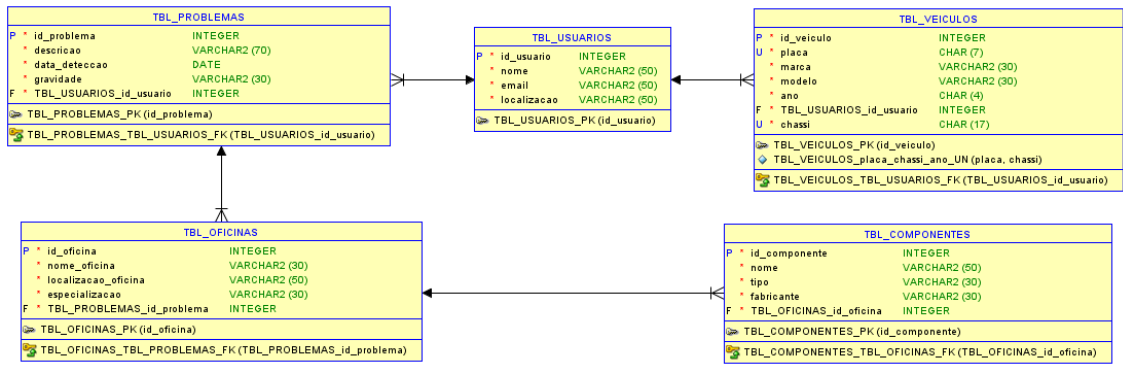 TBL_PROBLEMAS
P * id_problema INTEGER
* descricao VARCHAR2 (70)
* data_deteccao DATE
* gravidade VARCHAR2 (30)
F * TBL_USUARIOS_id_usuario INTEGER
TBL_PROBLEMAS_PK (id_problema)
TBL_PROBLEMAS_TBL_USUARIOS_FK (TBL_USUARIOS_id_usuario)
TBL_USUARIOS
P * id_usuario INTEGER
* nome VARCHAR2 (50)
* email VARCHAR2 (50)
* localizacao VARCHAR2 (50)
TBL_USUARIOS_PK (id_usuario)
TBL_VEICULOS
P * id_veiculo INTEGER
U * placa CHAR (7)
* marca VARCHAR2 (30)
* modelo VARCHAR2 (30)
* ano CHAR (4)
F * TBL_USUARIOS_id_usuario INTEGER
U * chassi CHAR (17)
TBL_VEICULOS_PK (id_veiculo)
TBL_VEICULOS_placa_chassi_ano_UN (placa, chassi)
TBL_VEICULOS_TBL_USUARIOS_FK (TBL_USUARIOS_id_usuario)
TBL_OFICINAS
P * id_oficina INTEGER
* nome_oficina VARCHAR2 (30)
* localizacao_oficina VARCHAR2 (50)
* especializacao VARCHAR2 (30)
F * TBL_PROBLEMAS_id_problema INTEGER
TBL_OFICINAS_PK (id_oficina)
TBL_OFICINAS_TBL_PROBLEMAS_FK (TBL_PROBLEMAS_id_problema)
TBL_COMPONENTES
P * id_componente INTEGER
* nome VARCHAR2 (50)
* tipo VARCHAR2 (30)
* fabricante VARCHAR2 (30)
F * TBL_OFICINAS_id_oficina INTEGER
TBL_COMPONENTES_PK (id_componente)
TBL_COMPONENTES_TBL_OFICINAS_FK (TBL_OFICINAS_id_oficina)